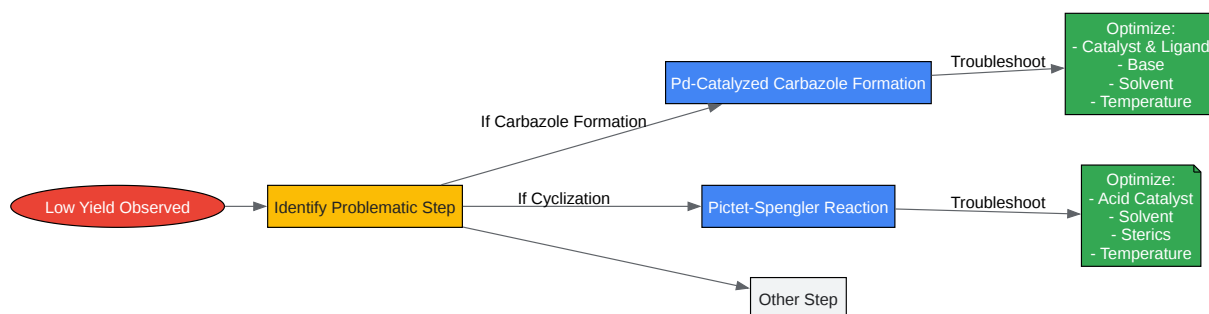 Low Yield Observed
Identify Problematic Step
If Carbazole Formation
Pd-Catalyzed Carbazole Formation
Troubleshoot
Optimize:
- Catalyst & Ligand
- Base
- Solvent
- Temperature
If Cyclization
Pictet-Spengler Reaction
Troubleshoot
Optimize:
- Acid Catalyst
- Solvent
- Sterics
- Temperature
Other Step